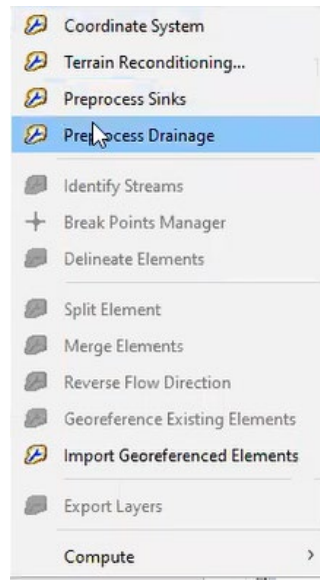 Coordinate System
Terrain Reconditioning...
Preprocess Sinks
Preprocess Drainage
Identify Streams
Break Points Manager
Delineate Elements
Split Element
Merge Elements
Reverse Flow Direction
Georeference Existing Elements
Import Georeferenced Elements
Export Layers
Compute